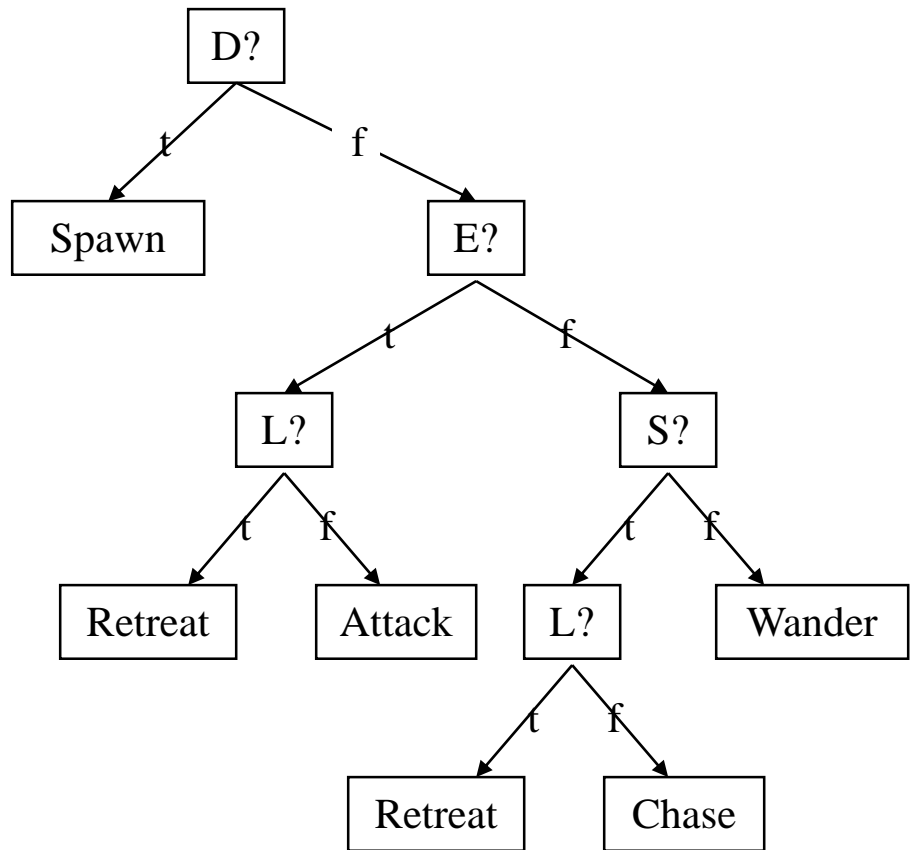 D?
t f
Spawn E?
t f
L? S?
t f t f
Retreat Attack L? Wander
t f
Retreat Chase